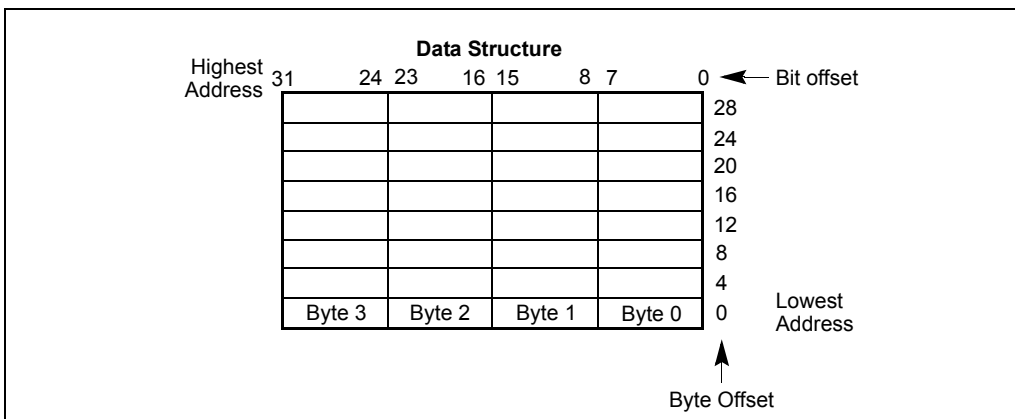 Data Structure
Highest
Address
31 24 23 16 15 8 7 0
Bit offset
28
24
20
16
12
8
4
Byte 3 Byte 2 Byte 1 Byte 0 0
Lowest
Address
Byte Offset